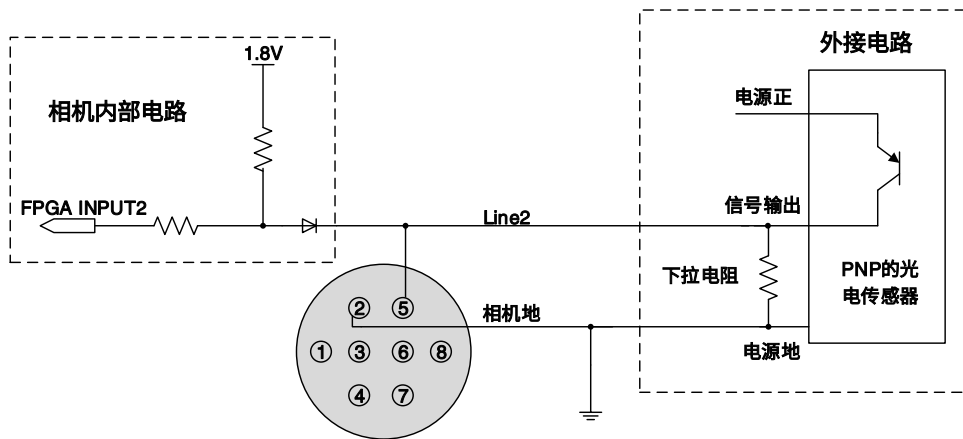 1.8V
相机内部电路
FPGA INPUT2
外接电路
电源正
Line2
信号输出
下拉电阻
PNP的光
电传感器
相机地
电源地
② ⑤
① ③ ⑥ ⑧
④ ⑦